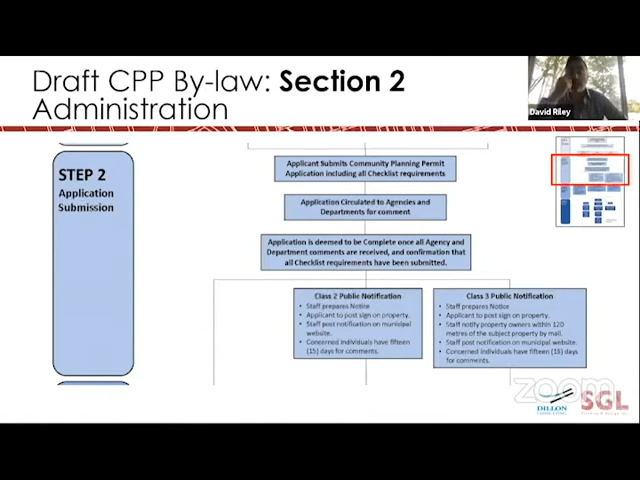 Draft CPP By-law: Section 2
Administration
David Riley
STEP 2
Application
Submission
Applicant Submits Community Planning Permit
Application including all Checklist requirements
Application Circulated to Agencies and
Departments for comment
Application is deemed to be Complete once all Agency and
Department comments are received, and confirmation that
all Checklist requirements have been submitted.
Class 2 Public Notification
• Staff prepares Notice
• Applicant to post sign on property.
• Staff post notification on municipal
website.
• Concerned individuals have fifteen
(15) days for comments.
Class 3 Public Notification
• Staff prepares Notice
• Applicant to post sign on property.
• Staff notify property owners within 120
metres of the subject property by mail.
• Staff post notification on municipal website.
• Concerned individuals have fifteen (15) days
for comments.
zoom
DILLON
CONSULTING
SGL